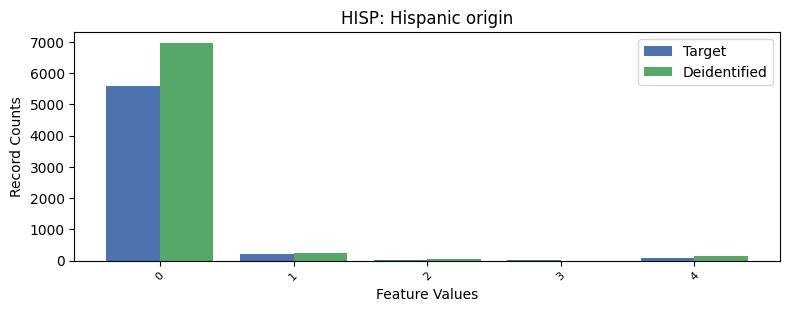 HISP: Hispanic origin
Target
Deidentified
Record Counts
7000
6000
5000
4000
3000
2000
1000
0
0
1
2
3
4
Feature Values